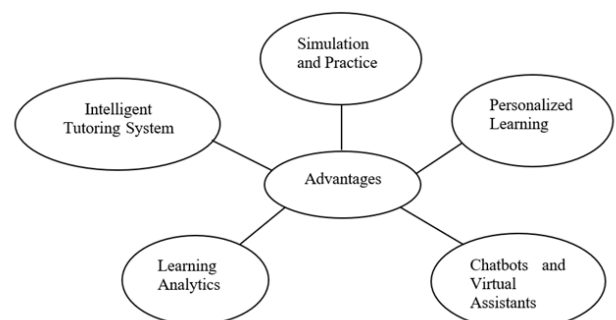 Simulation
and Practice
Intelligent
Tutoring System
Personalized
Learning
Advantages
Learning
Analytics
Chatbots and
Virtual
Assistants